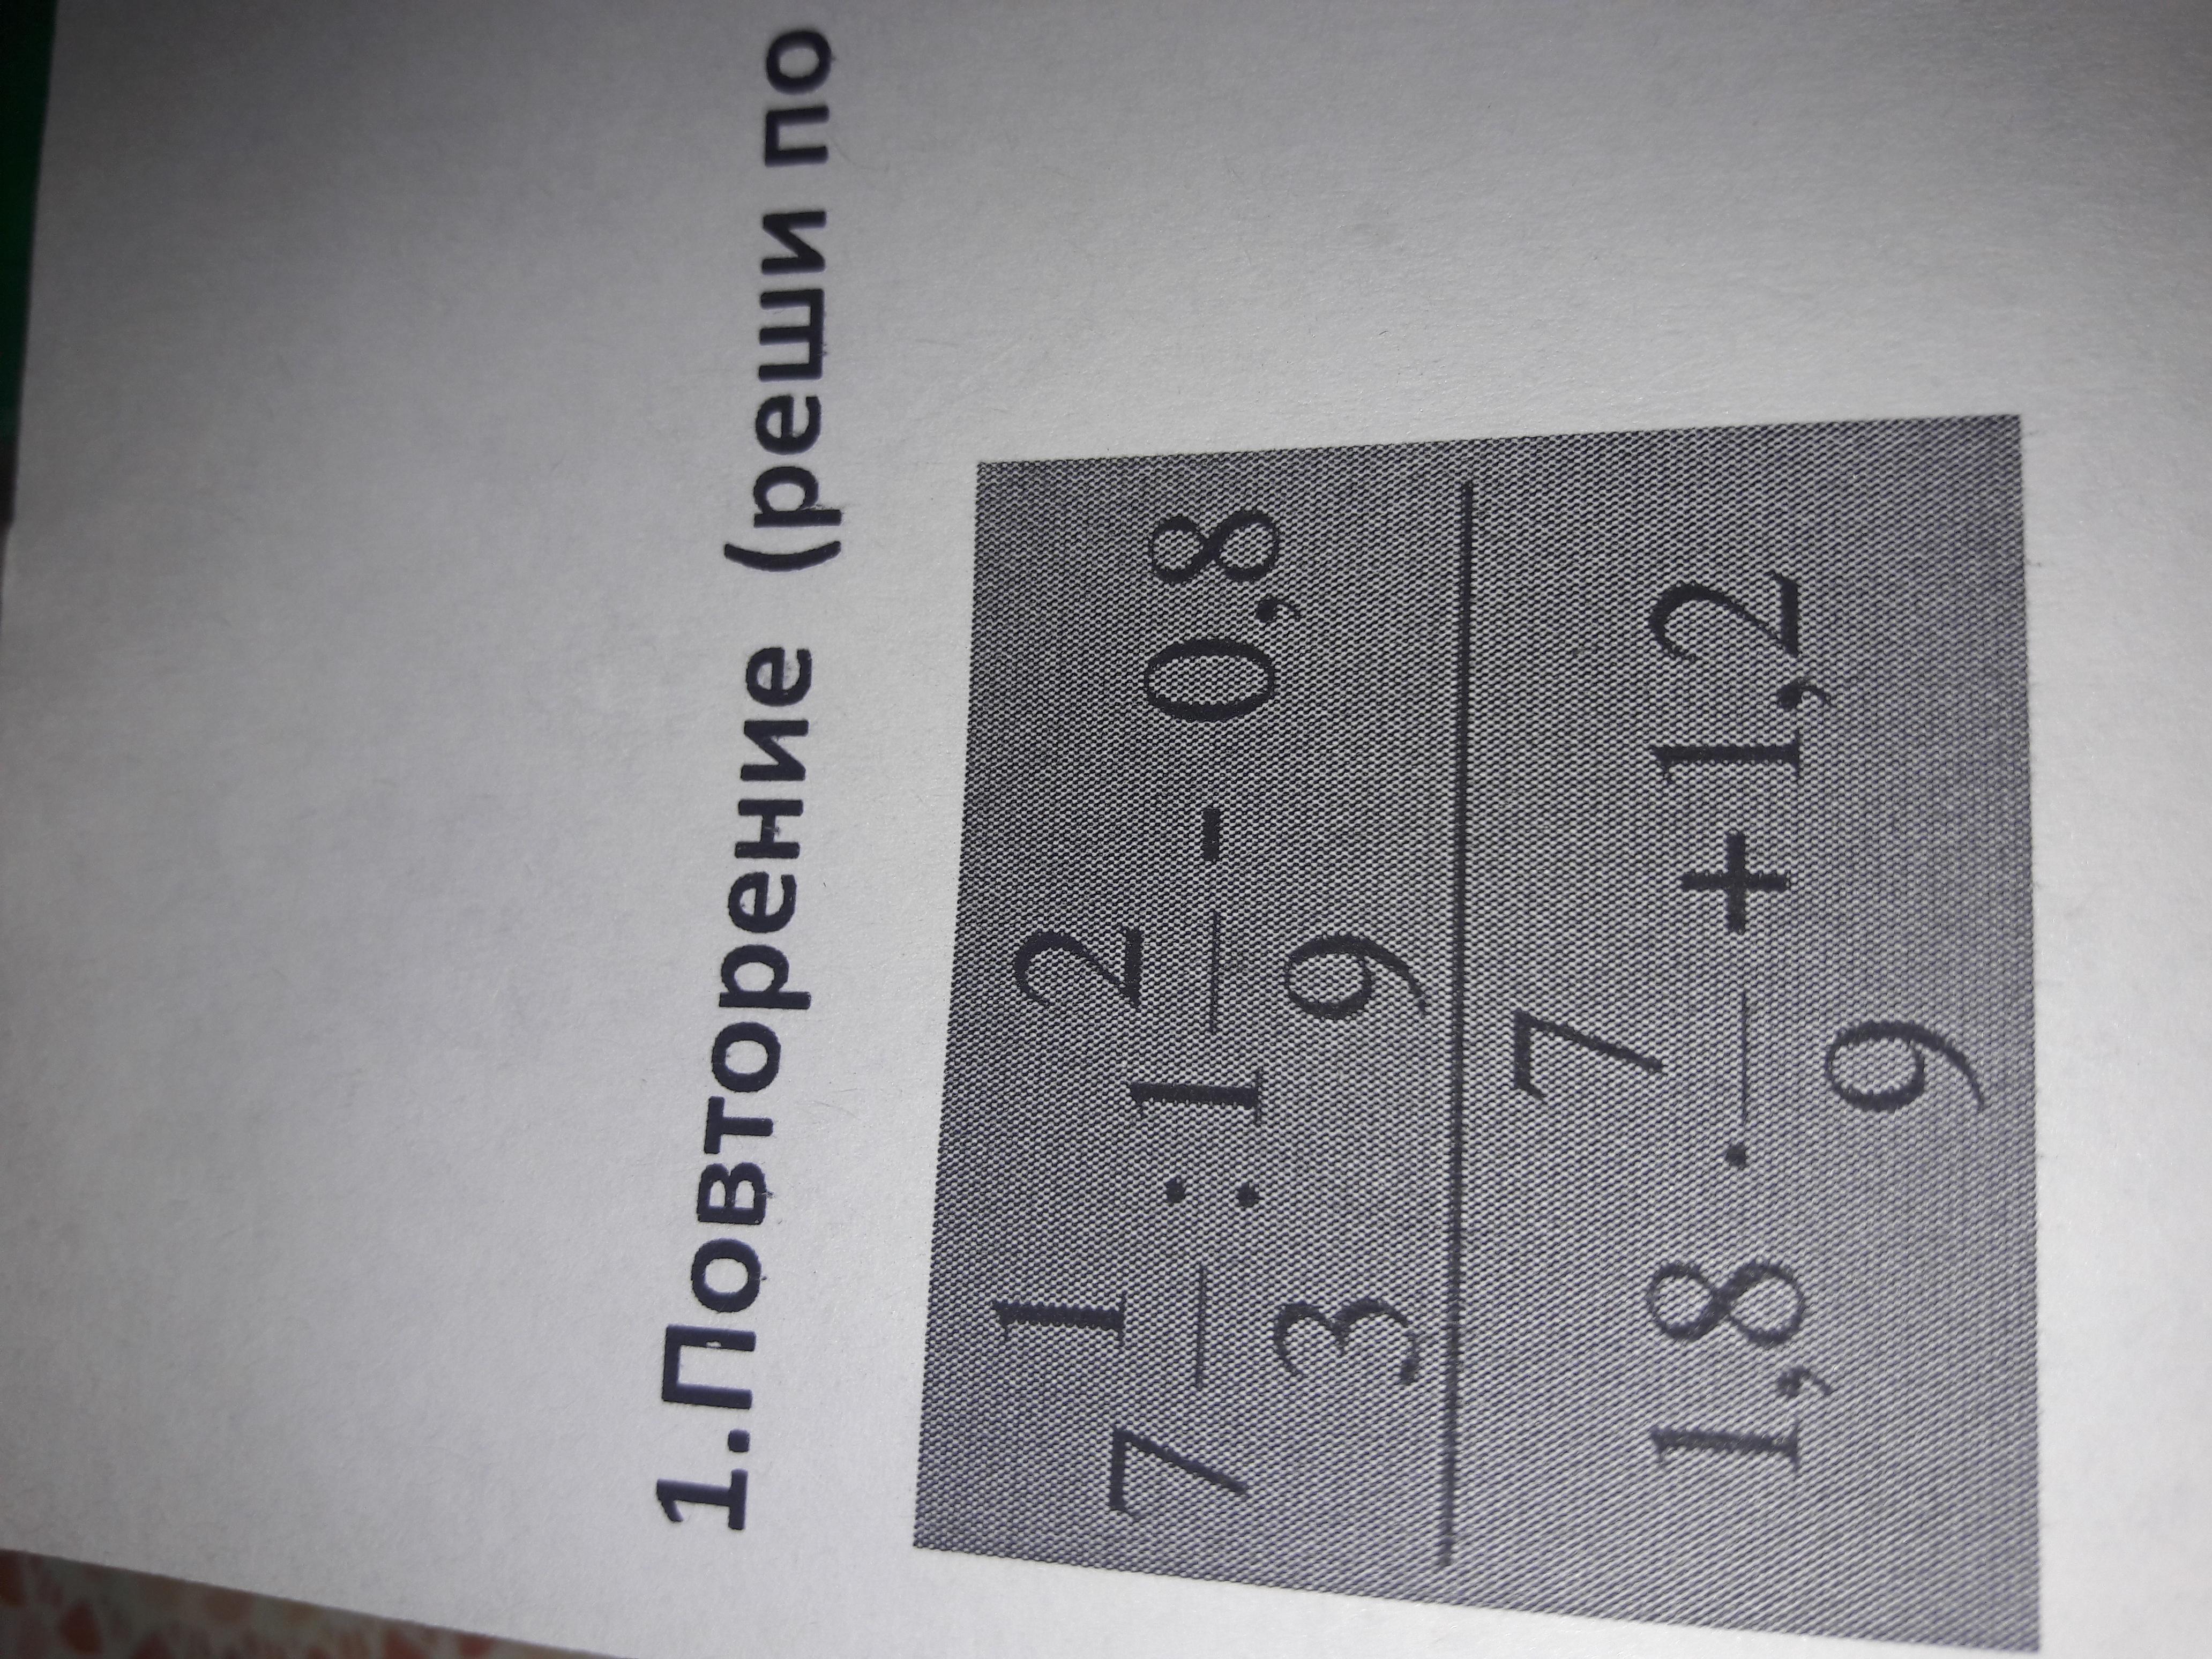 1.Повторение (реши по
7 1/3 : 1 2/9 - 0,8
1,8 · 7/9 + 1,2